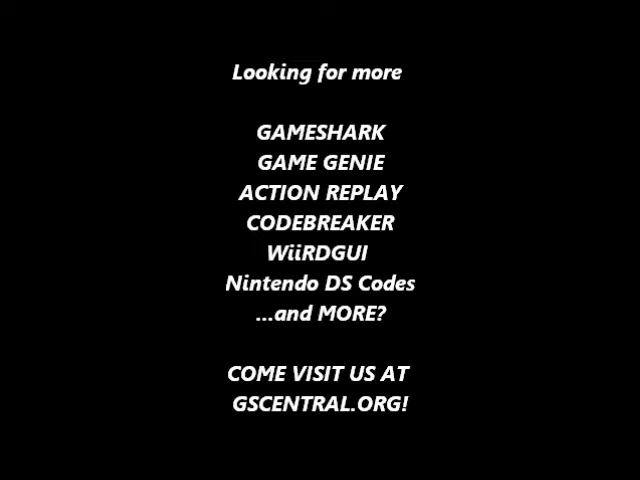 Looking for more
GAMESHARK
GAME GENIE
ACTION REPLAY
CODEBREAKER
WiiRDGUI
Nintendo DS Codes
...and MORE?
COME VISIT US AT
GSCENTRAL.ORG!